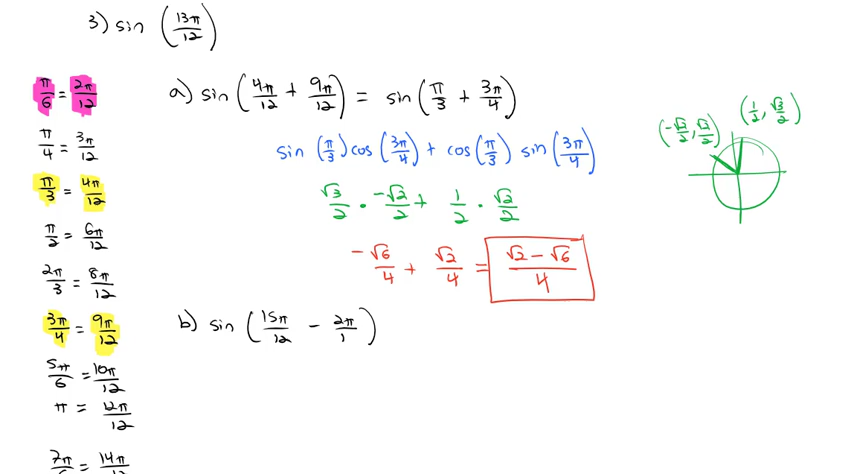 3) sin (13π/12)
π/6 = 2π/12
π/4 = 3π/12
π/3 = 4π/12
π/2 = 6π/12
2π/3 = 8π/12
3π/4 = 9π/12
5π/6 = 10π/12
π = 12π/12
7π/6 = 14π/12
a) sin (4π/12 + 9π/12) = sin (π/3 + 3π/4)
sin (π/3) cos (3π/4) + cos (π/3) sin (3π/4)
√3/2 · -√2/2 + 1/2 · √2/2
-√6/4 + √2/4 = (√2 - √6)/4
b) sin (15π/12 - 2π/1)
(-√3/2, √3/2)
(1/2, √3/2)